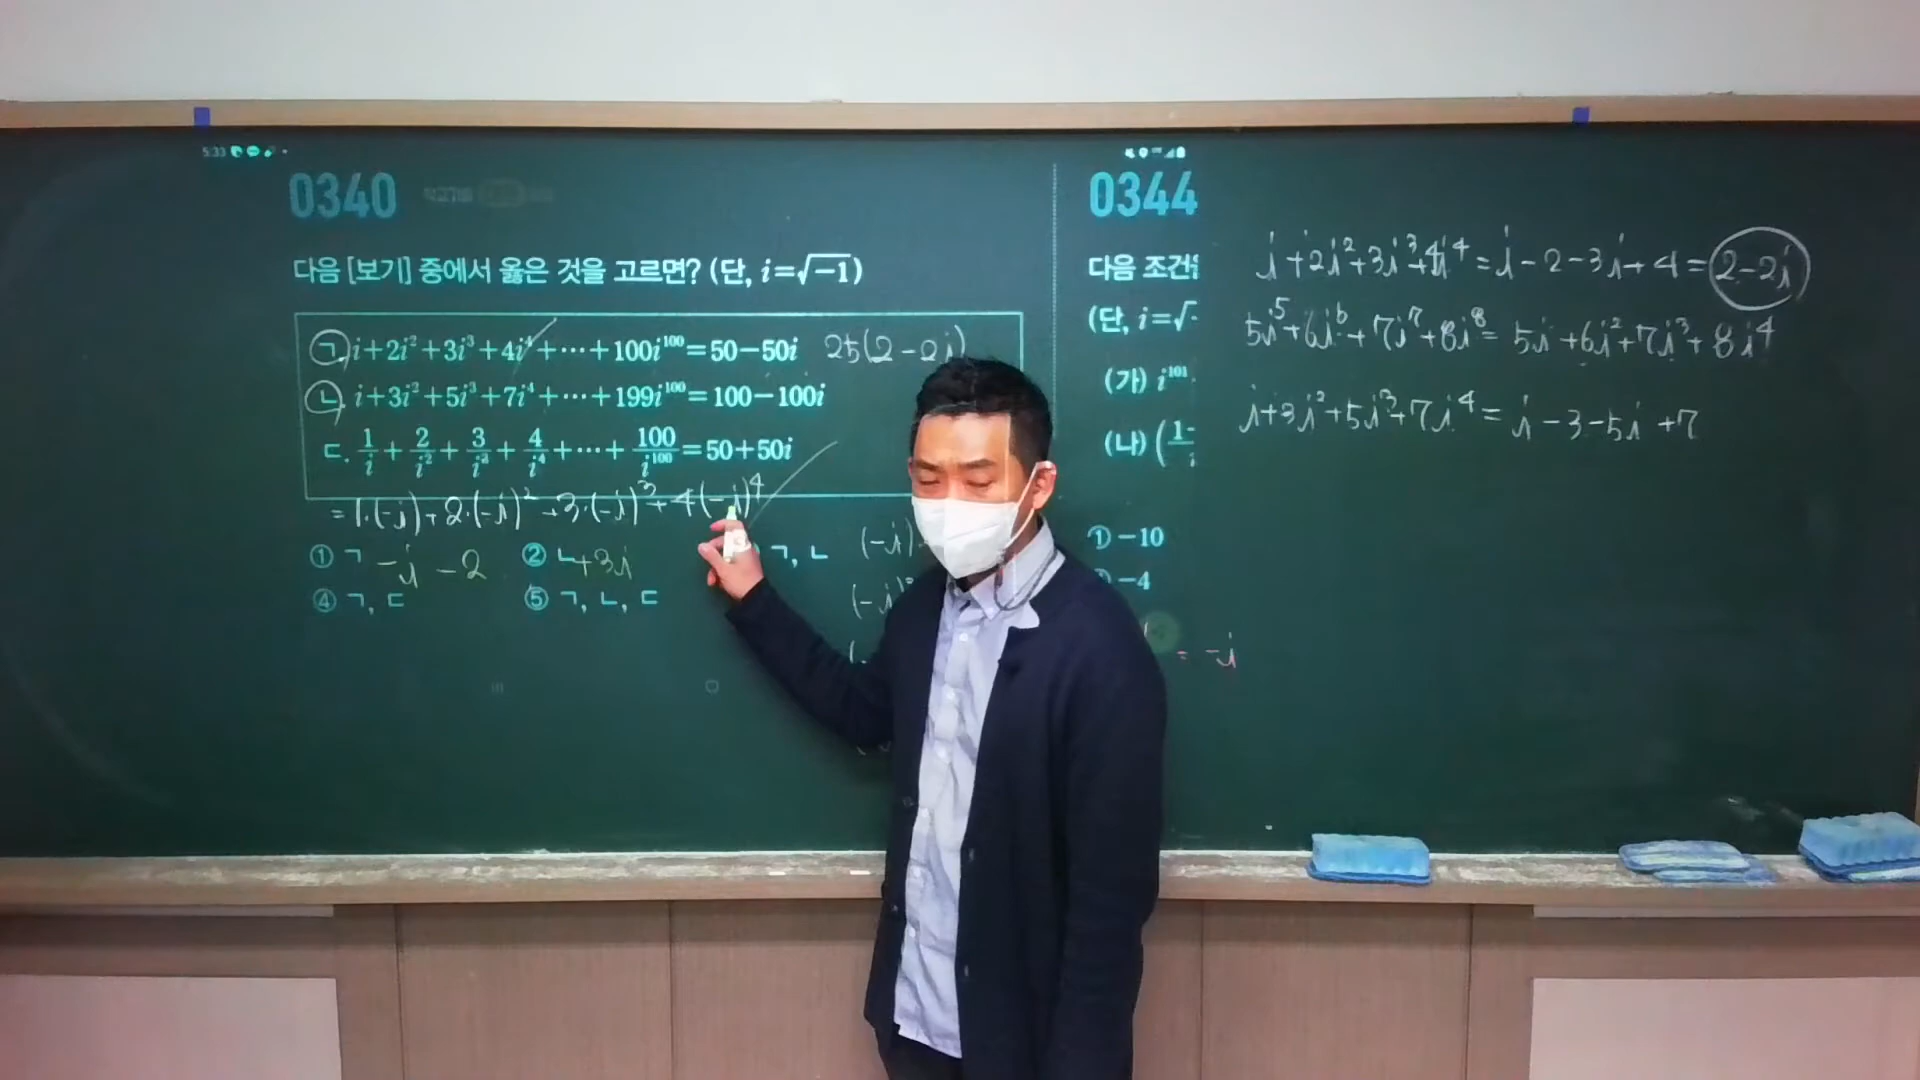 5:33
0340
다음 [보기] 중에서 옳은 것을 고르면? (단, i=√-1)
ㄱ. i+2i²+3i³+4i⁴+⋯+100i¹⁰⁰=50-50i 25(2-2i)
ㄴ. i+3i²+5i³+7i⁴+⋯+199i¹⁰⁰=100-100i
ㄷ. 1/i+2/i²+3/i³+4/i⁴+⋯+100/i¹⁰⁰=50+50i
=1·(-i)+2·(-i)²+3·(-i)³+4(-i)⁴
① ㄱ ② ㄴ ㄱ, ㄴ
-i -2 +3i
④ ㄱ, ㄷ ⑤ ㄱ, ㄴ, ㄷ
(-i)
(-i)
0344
다음 조건
(단, i=√-
(가) i¹⁰¹
(나)
① -10
-4
= -i
i+2i²+3i³+4i⁴=i-2-3i+4=2-2i
5i⁵+6i⁶+7i⁷+8i⁸=5i+6i²+7i³+8i⁴
i+3i²+5i³+7i⁴=i-3-5i+7